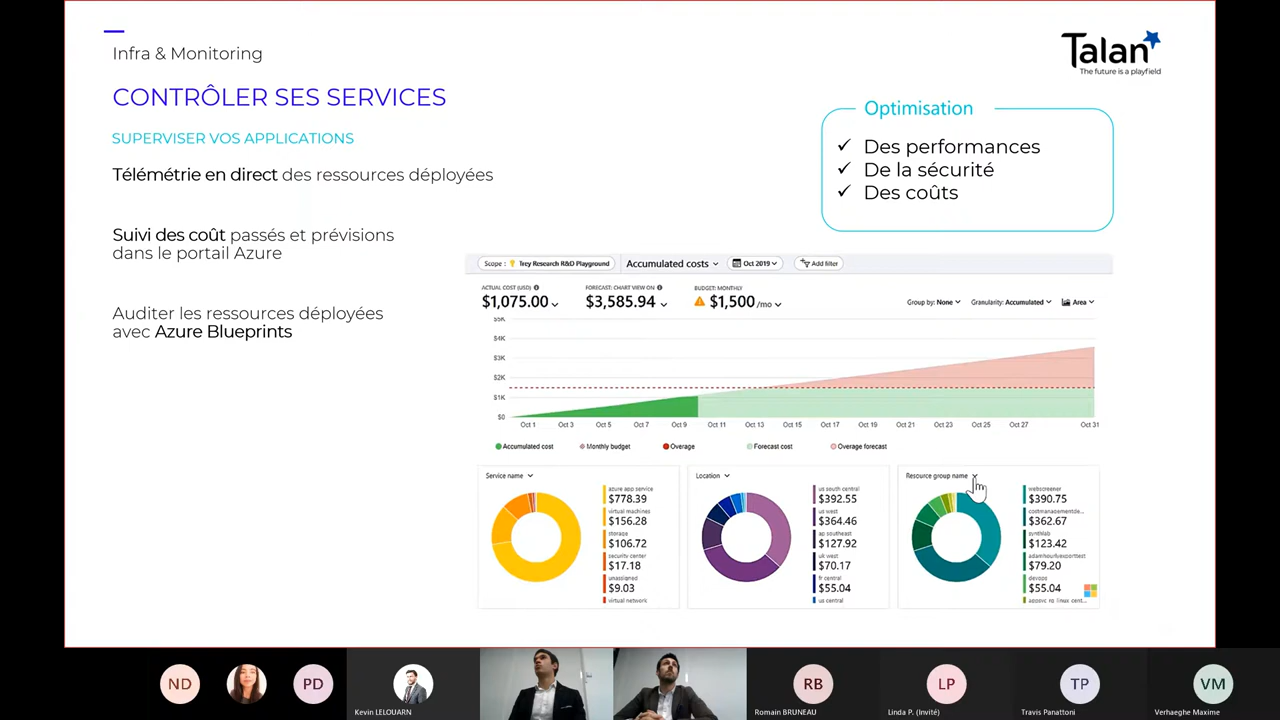 Infra & Monitoring
Talan
The future is a playfield
CONTRÔLER SES SERVICES
Optimisation
SUPERVISER VOS APPLICATIONS
✓ Des performances
✓ De la sécurité
✓ Des coûts
Télémétrie en direct des ressources déployées
Suivi des coût passés et prévisions
dans le portail Azure
Auditer les ressources déployées
avec Azure Blueprints
Scope : Trey Research R&D Playground
Accumulated costs
Oct 2019
Add filter
ACTUAL COST (USD)
$1,075.00
FORECAST: CHART VIEW ON
$3,585.94
BUDGET: MONTHLY
$1,500 /mo
Group by: None
Granularity: Accumulated
Area
$5K
$4K
$3K
$2K
$1K
$0
Oct 1 Oct 3 Oct 5 Oct 7 Oct 9 Oct 11 Oct 13 Oct 15 Oct 17 Oct 19 Oct 21 Oct 23 Oct 25 Oct 27 Oct 31
Accumulated cost Monthly budget Overage Forecast cost Overage forecast
Service name
azure app service
$778.39
virtual machines
$156.28
storage
$106.72
security center
$17.18
unassigned
$9.03
virtual network
Location
us south central
$392.55
us west
$364.46
ap southeast
$127.92
uk west
$70.17
fr central
$55.04
us central
Resource group name
webscreener
$390.75
costmanagementde...
$362.67
synthlab
$123.42
$79.20
devops
$55.04
ND
PD
Kevin LELOUARN
RB
Romain BRUNEAU
LP
Linda P. (Invité)
TP
Travis Panattoni
VM
Verhaeghe Maxime